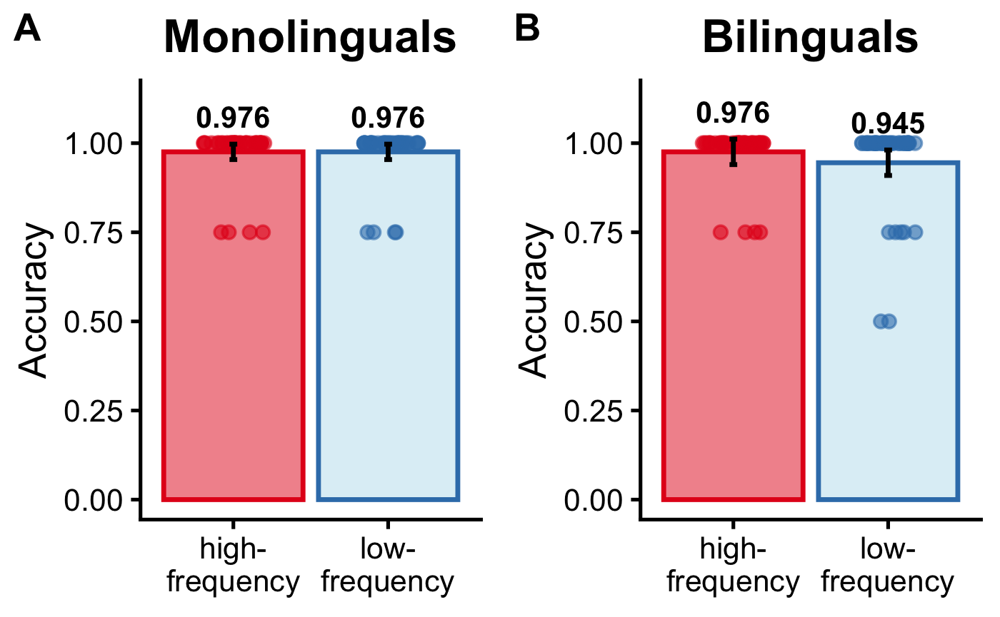 A
Monolinguals
0.976
0.976
1.00
0.75
0.50
0.25
0.00
Accuracy
high-
frequency
low-
frequency
B
Bilinguals
0.976
0.945
1.00
0.75
0.50
0.25
0.00
Accuracy
high-
frequency
low-
frequency